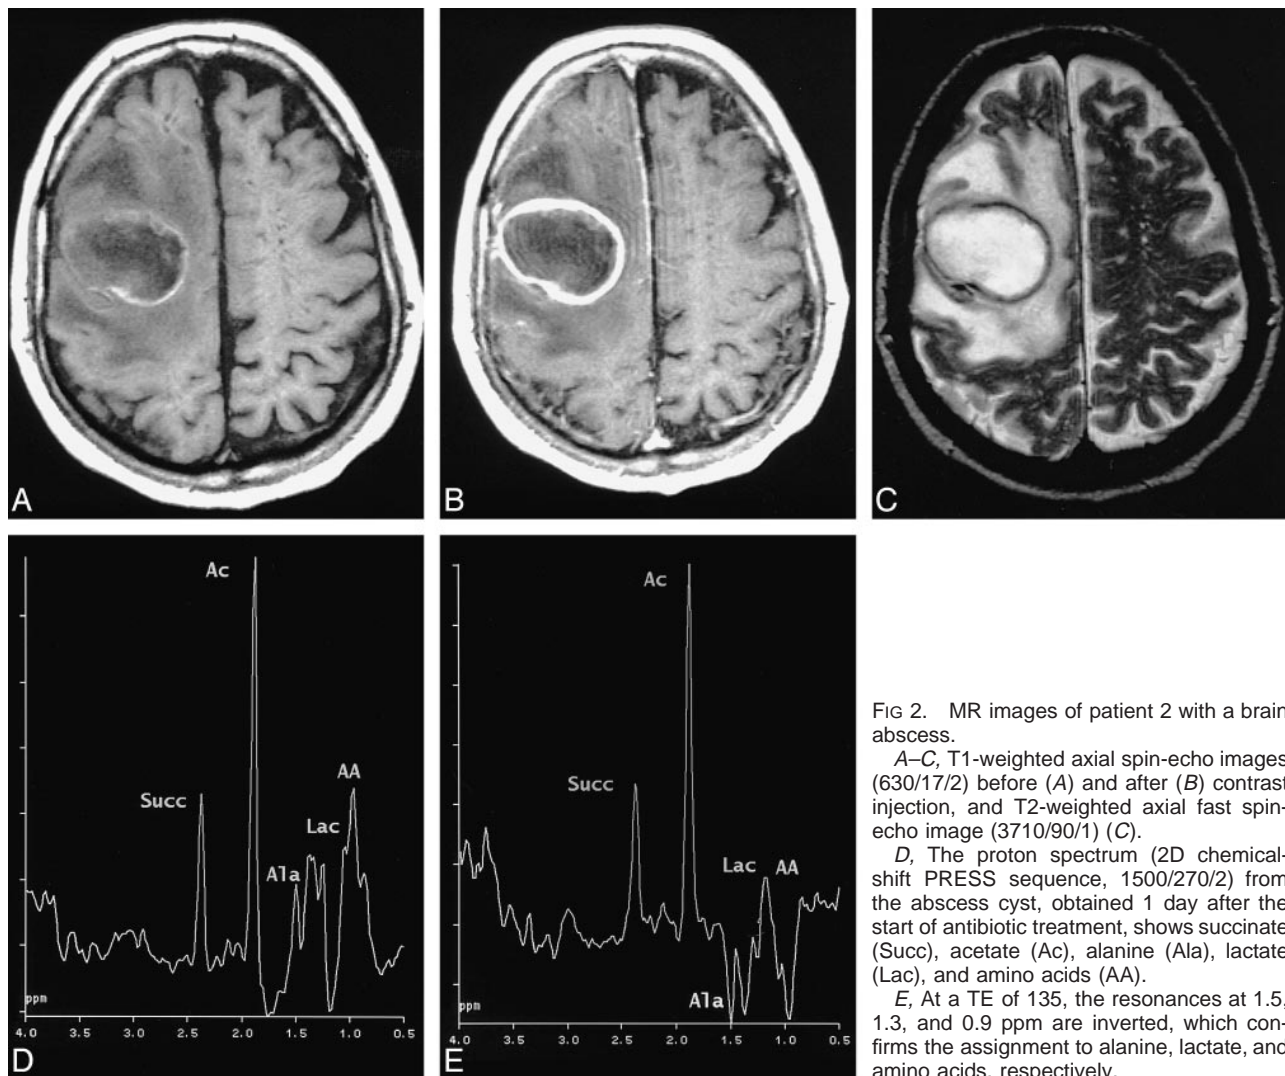 A
B
C
Ac
Succ
Ala
Lac
AA
ppm
4.0 3.5 3.0 2.5 2.0 1.5 1.0 0.5
D
Ac
Succ
Lac AA
Ala
ppm
4.0 3.5 3.0 2.5 2.0 1.5 1.0 0.5
E
FIG 2. MR images of patient 2 with a brain
abscess.
A–C, T1-weighted axial spin-echo images
(630/17/2) before (A) and after (B) contrast
injection, and T2-weighted axial fast spin-
echo image (3710/90/1) (C).
D, The proton spectrum (2D chemical-
shift PRESS sequence, 1500/270/2) from
the abscess cyst, obtained 1 day after the
start of antibiotic treatment, shows succinate
(Succ), acetate (Ac), alanine (Ala), lactate
(Lac), and amino acids (AA).
E, At a TE of 135, the resonances at 1.5,
1.3, and 0.9 ppm are inverted, which con-
firms the assignment to alanine, lactate, and
amino acids, respectively.